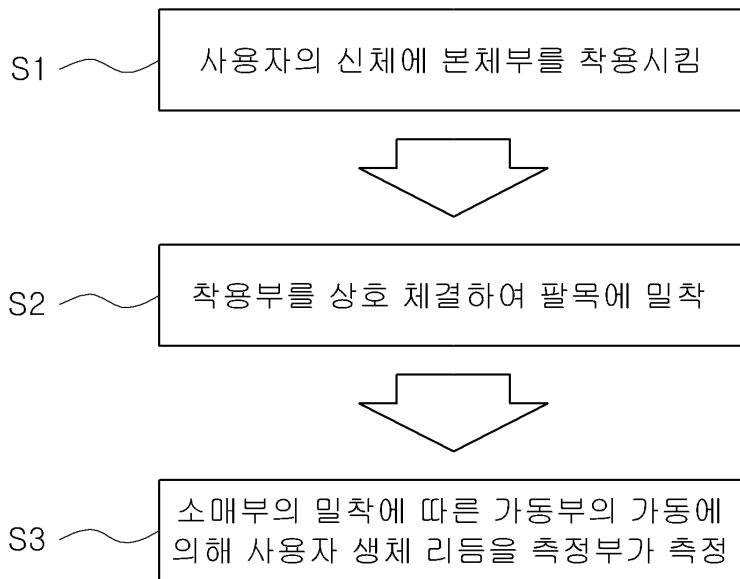 S1
사용자의 신체에 본체부를 착용시킴
S2
착용부를 상호 체결하여 팔목에 밀착
S3
소매부의 밀착에 따른 가동부의 가동에
의해 사용자 생체 리듬을 측정부가 측정